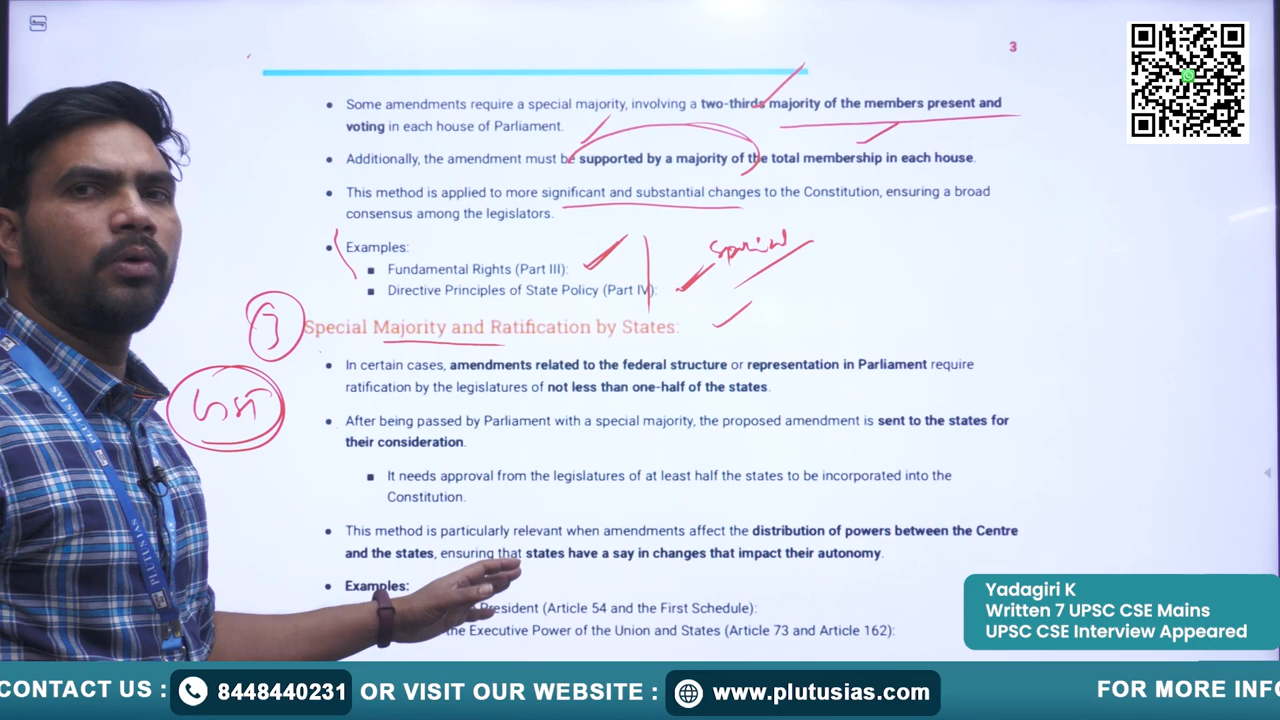 3
Some amendments require a special majority, involving a two-thirds majority of the members present and
voting in each house of Parliament.
Additionally, the amendment must be supported by a majority of the total membership in each house.
This method is applied to more significant and substantial changes to the Constitution, ensuring a broad
consensus among the legislators.
Examples:
Fundamental Rights (Part III):
Directive Principles of State Policy (Part IV):
Special
Special Majority and Ratification by States:
In certain cases, amendments related to the federal structure or representation in Parliament require
ratification by the legislatures of not less than one-half of the states.
After being passed by Parliament with a special majority, the proposed amendment is sent to the states for
their consideration.
It needs approval from the legislatures of at least half the states to be incorporated into the
Constitution.
This method is particularly relevant when amendments affect the distribution of powers between the Centre
and the states, ensuring that states have a say in changes that impact their autonomy.
Examples:
President (Article 54 and the First Schedule):
the Executive Power of the Union and States (Article 73 and Article 162):
PLUTUS IAS
Yadagiri K
Written 7 UPSC CSE Mains
UPSC CSE Interview Appeared
CONTACT US : 8448440231 OR VISIT OUR WEBSITE : www.plutusias.com FOR MORE INFO